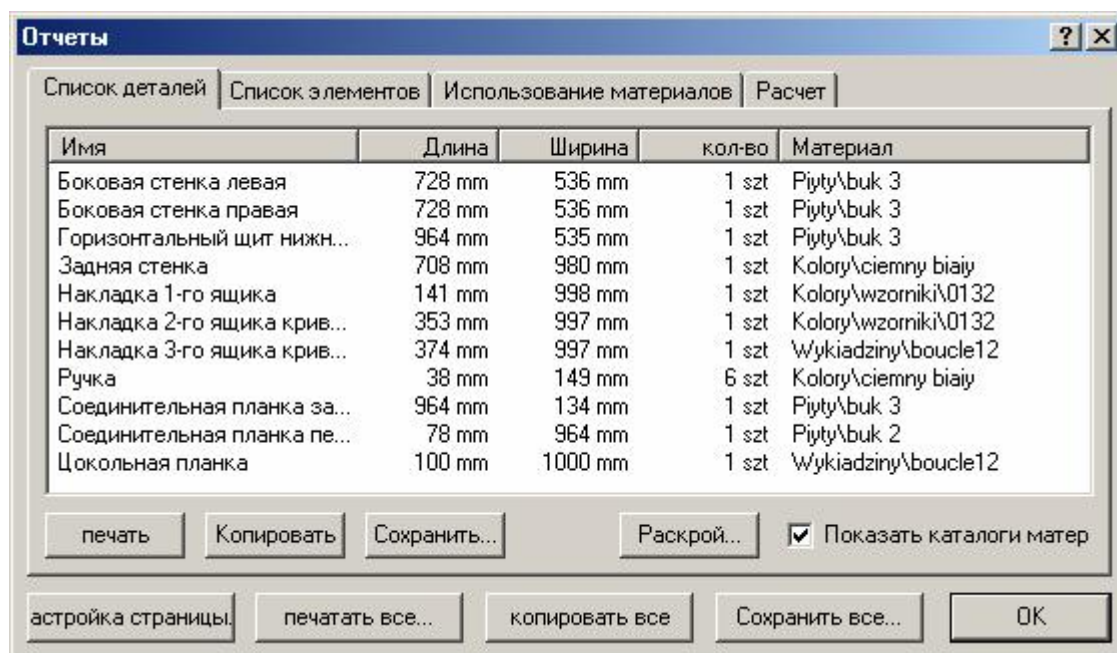 Отчеты
Список деталей Список элементов Использование материалов Расчет
Имя Длина Ширина кол-во Материал
Боковая стенка левая 728 mm 536 mm 1 szt Piyty\buk 3
Боковая стенка правая 728 mm 536 mm 1 szt Piyty\buk 3
Горизонтальный щит нижн... 964 mm 535 mm 1 szt Piyty\buk 3
Задняя стенка 708 mm 980 mm 1 szt Kolory\ciemny biaiy
Накладка 1-го ящика 141 mm 998 mm 1 szt Kolory\wzorniki\0132
Накладка 2-го ящика крив... 353 mm 997 mm 1 szt Kolory\wzorniki\0132
Накладка 3-го ящика крив... 374 mm 997 mm 1 szt Wykiadziny\boucle12
Ручка 38 mm 149 mm 6 szt Kolory\ciemny biaiy
Соединительная планка за... 964 mm 134 mm 1 szt Piyty\buk 3
Соединительная планка пе... 78 mm 964 mm 1 szt Piyty\buk 2
Цокольная планка 100 mm 1000 mm 1 szt Wykiadziny\boucle12
печать Копировать Сохранить... Раскрой... Показать каталоги матер
астройка страницы. печатать все... копировать все Сохранить все... OK